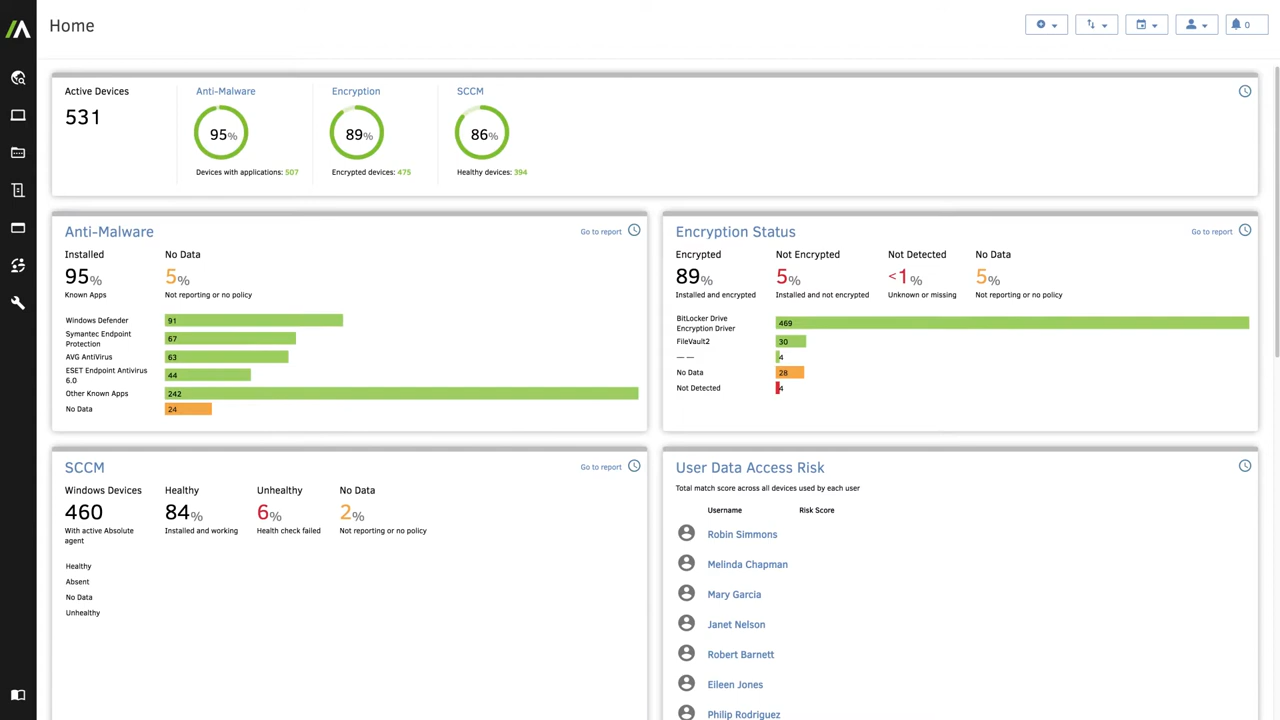 Home
0
Active Devices
531
Anti-Malware
95%
Devices with applications: 507
Encryption
89%
Encrypted devices: 475
SCCM
86%
Healthy devices: 394
Anti-Malware
Go to report
Installed
95%
Known Apps
No Data
5%
Not reporting or no policy
Windows Defender
91
Symantec Endpoint
Protection
67
AVG AntiVirus
63
ESET Endpoint Antivirus
6.0
44
Other Known Apps
242
No Data
24
Encryption Status
Go to report
Encrypted
89%
Installed and encrypted
Not Encrypted
5%
Installed and not encrypted
Not Detected
<1%
Unknown or missing
No Data
5%
Not reporting or no policy
BitLocker Drive
Encryption Driver
469
FileVault2
30
— —
4
No Data
28
Not Detected
4
SCCM
Go to report
Windows Devices
460
With active Absolute
agent
Healthy
84%
Installed and working
Unhealthy
6%
Health check failed
No Data
2%
Not reporting or no policy
Healthy
Absent
No Data
Unhealthy
User Data Access Risk
Total match score across all devices used by each user
Username Risk Score
Robin Simmons
Melinda Chapman
Mary Garcia
Janet Nelson
Robert Barnett
Eileen Jones
Philip Rodriguez